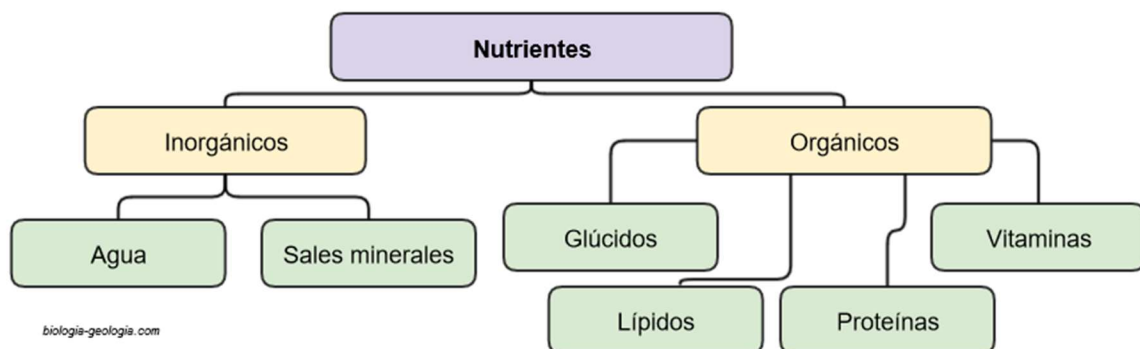 Nutrientes
Inorgánicos
Orgánicos
Agua
Sales minerales
Glúcidos
Vitaminas
Lípidos
Proteínas
biologia-geologia.com